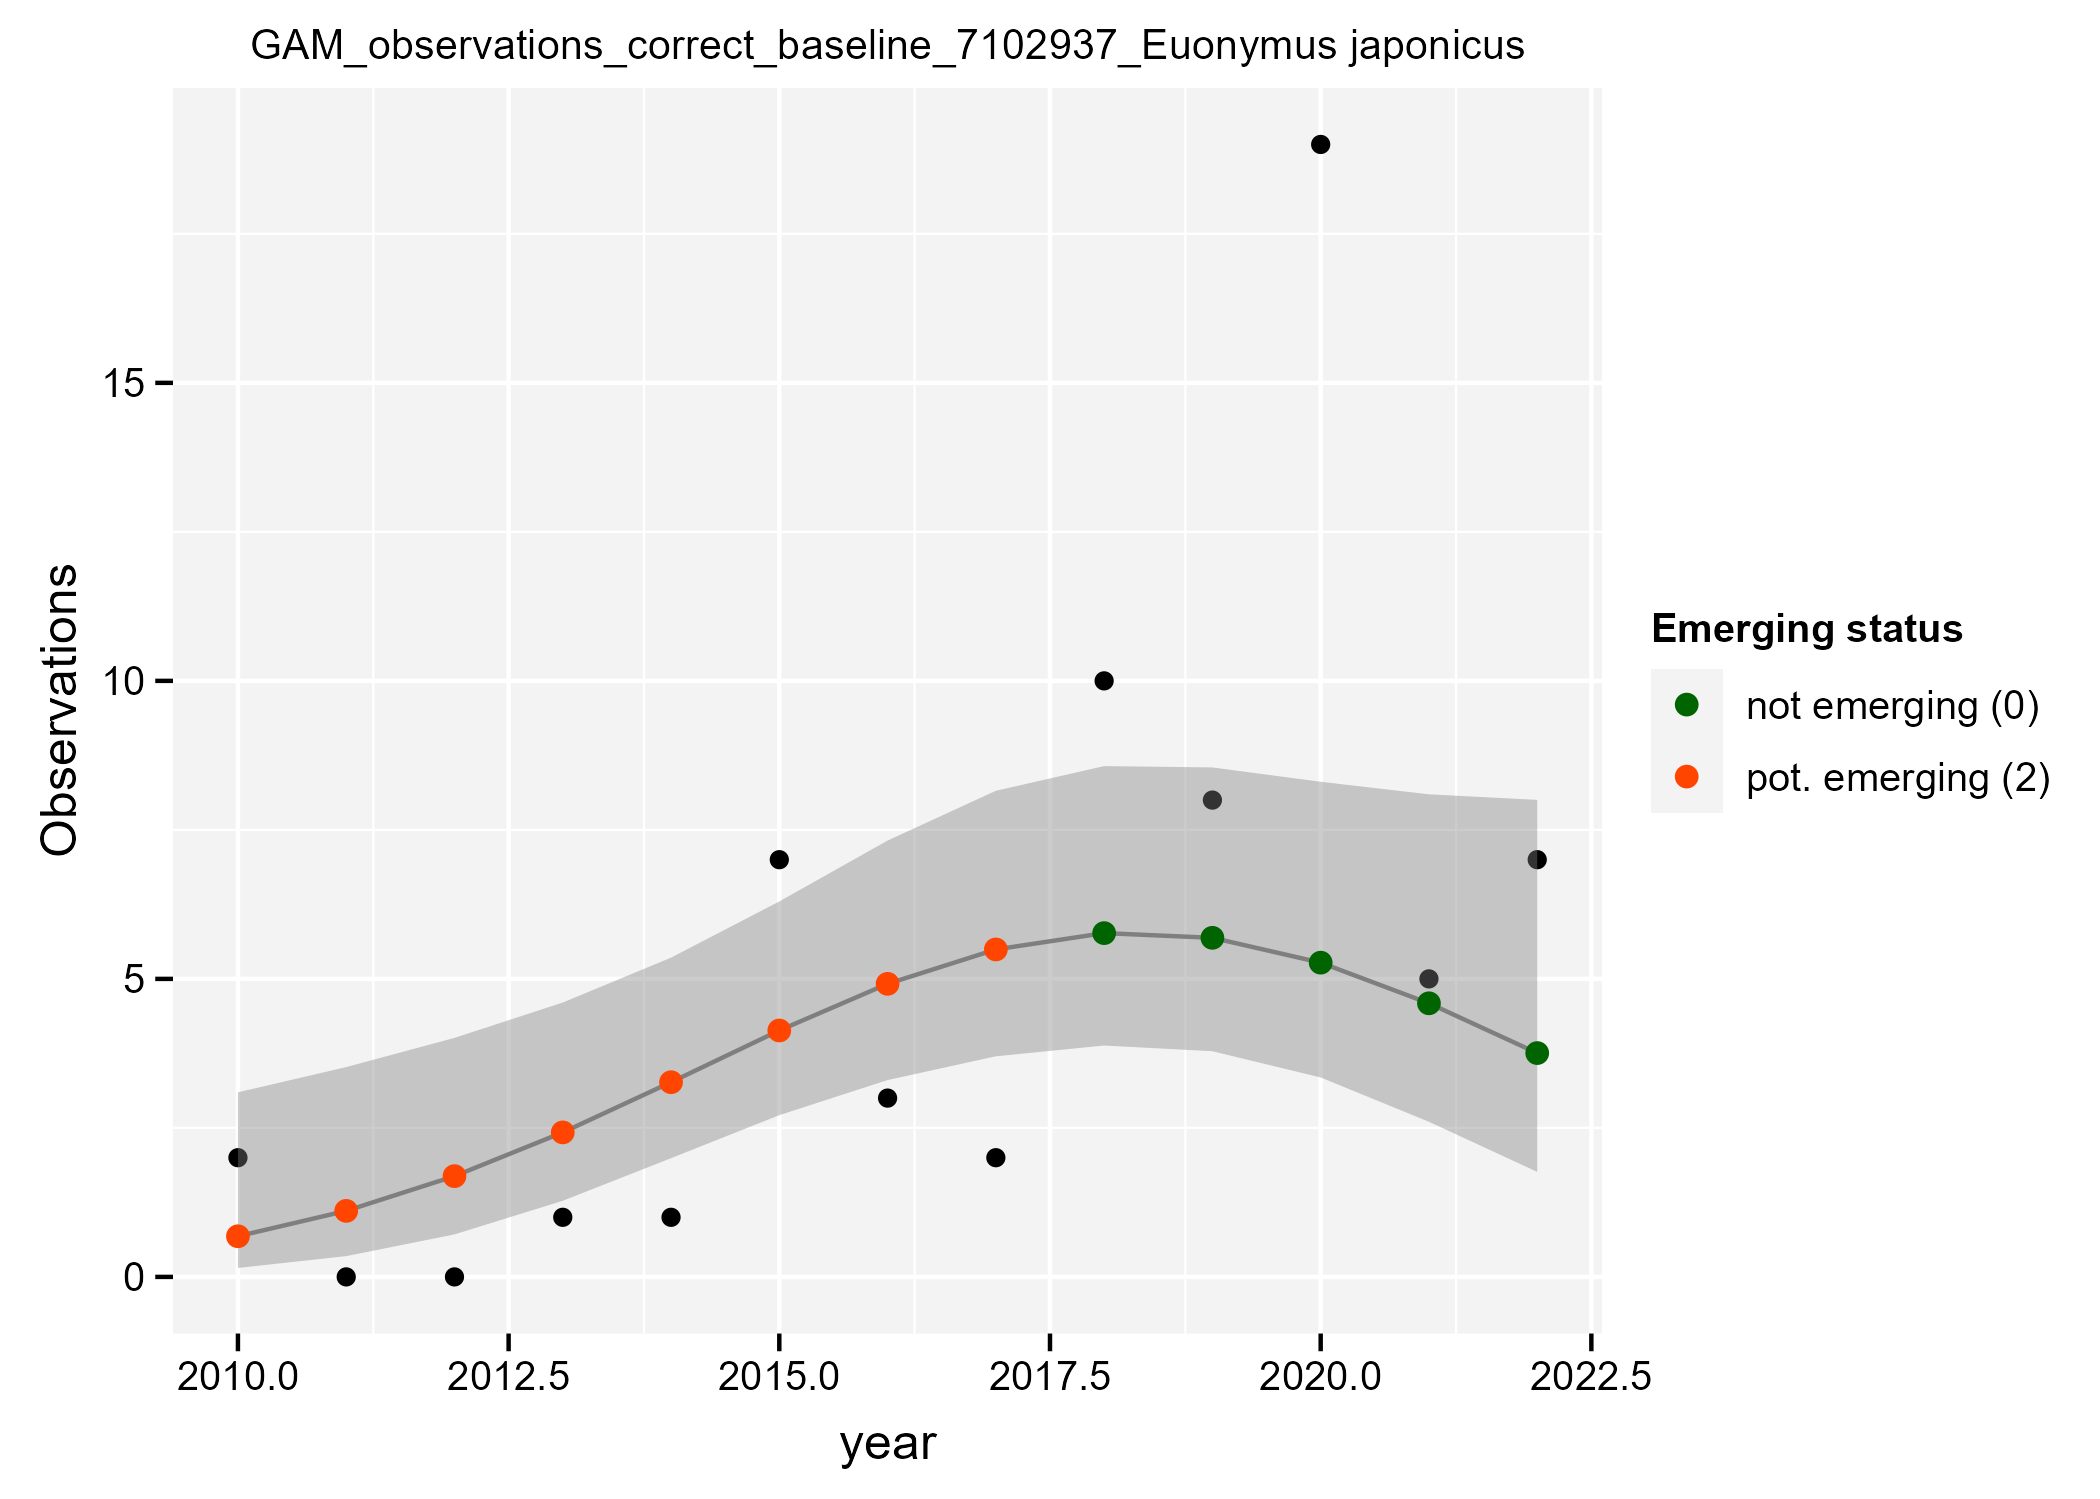 GAM_observations_correct_baseline_7102937_Euonymus japonicus
Observations
15
10
5
0
2010.0 2012.5 2015.0 2017.5 2020.0 2022.5
year
Emerging status
not emerging (0)
pot. emerging (2)